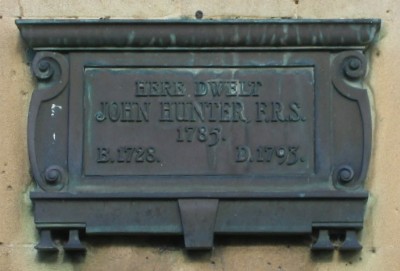 HERE DWELT
JOHN HUNTER F.R.S.
1785.
B.1728. D.1793.